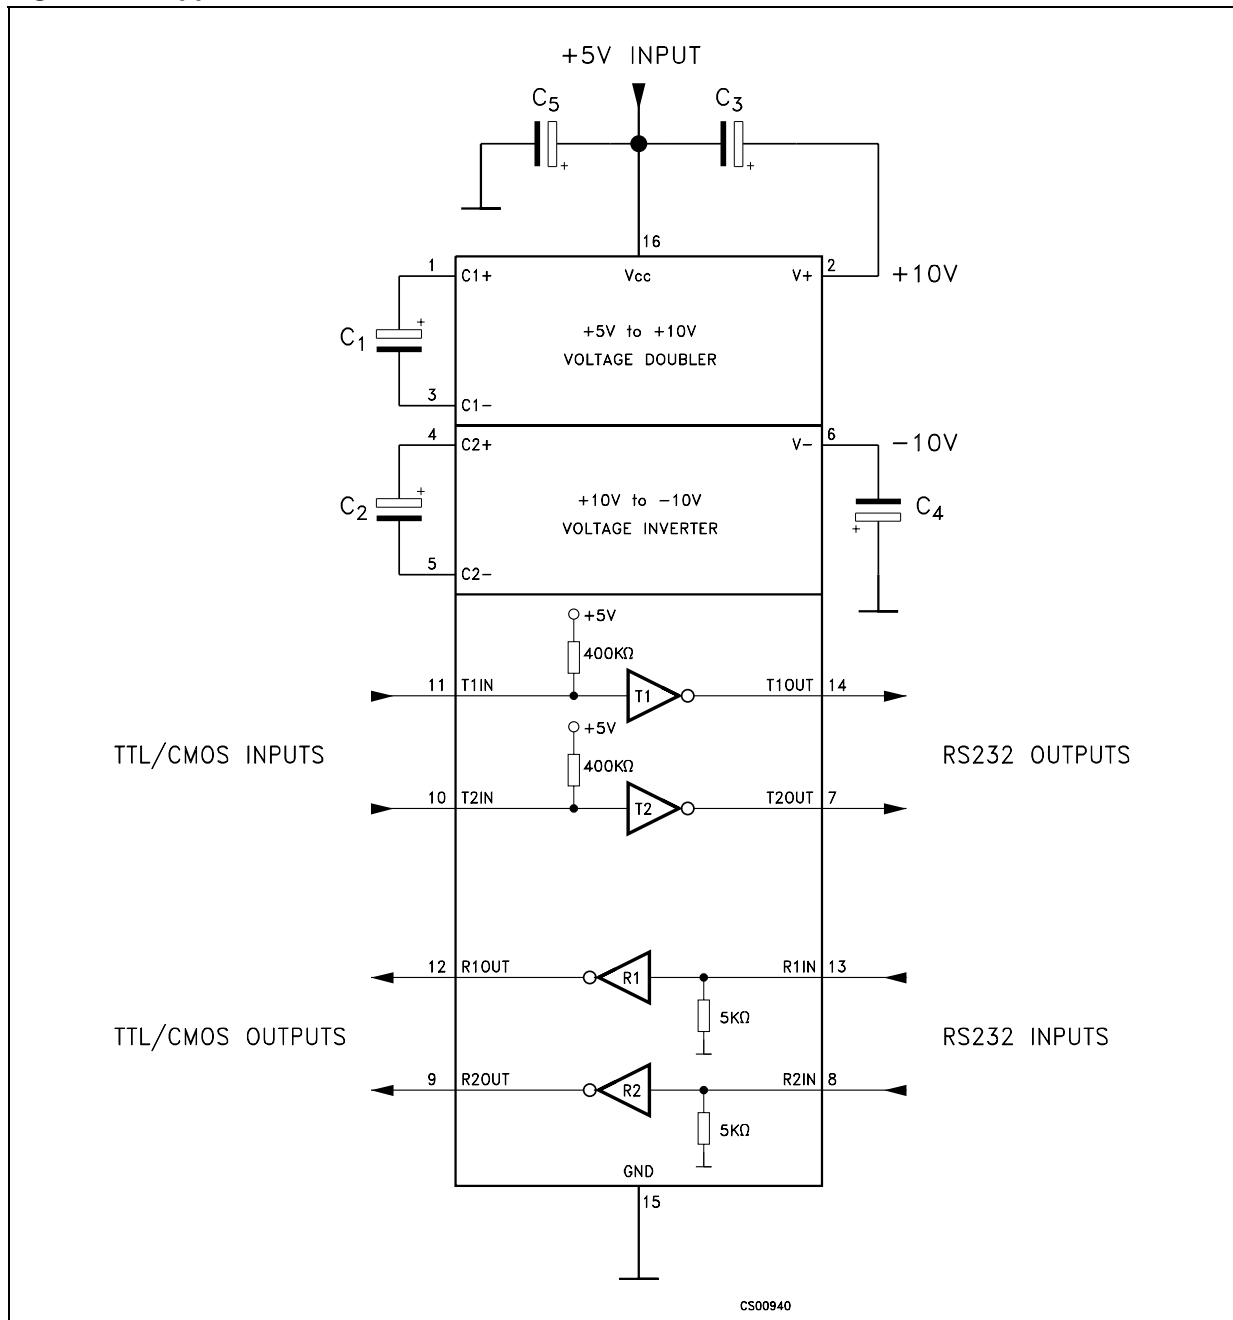 +5V INPUT
C5 C3
+ +
16
1 C1+ Vcc V+ 2 +10V
+
C1
+5V to +10V
VOLTAGE DOUBLER
3 C1-
4 C2+ V- 6 -10V
+
C2
+10V to -10V
VOLTAGE INVERTER
C4
+
5 C2-
+5V
400KΩ
11 T1IN T1 T1OUT 14
+5V
TTL/CMOS INPUTS RS232 OUTPUTS
400KΩ
10 T2IN T2 T2OUT 7
12 R1OUT R1 R1IN 13
5KΩ
TTL/CMOS OUTPUTS RS232 INPUTS
9 R2OUT R2 R2IN 8
5KΩ
GND
15
CS00940